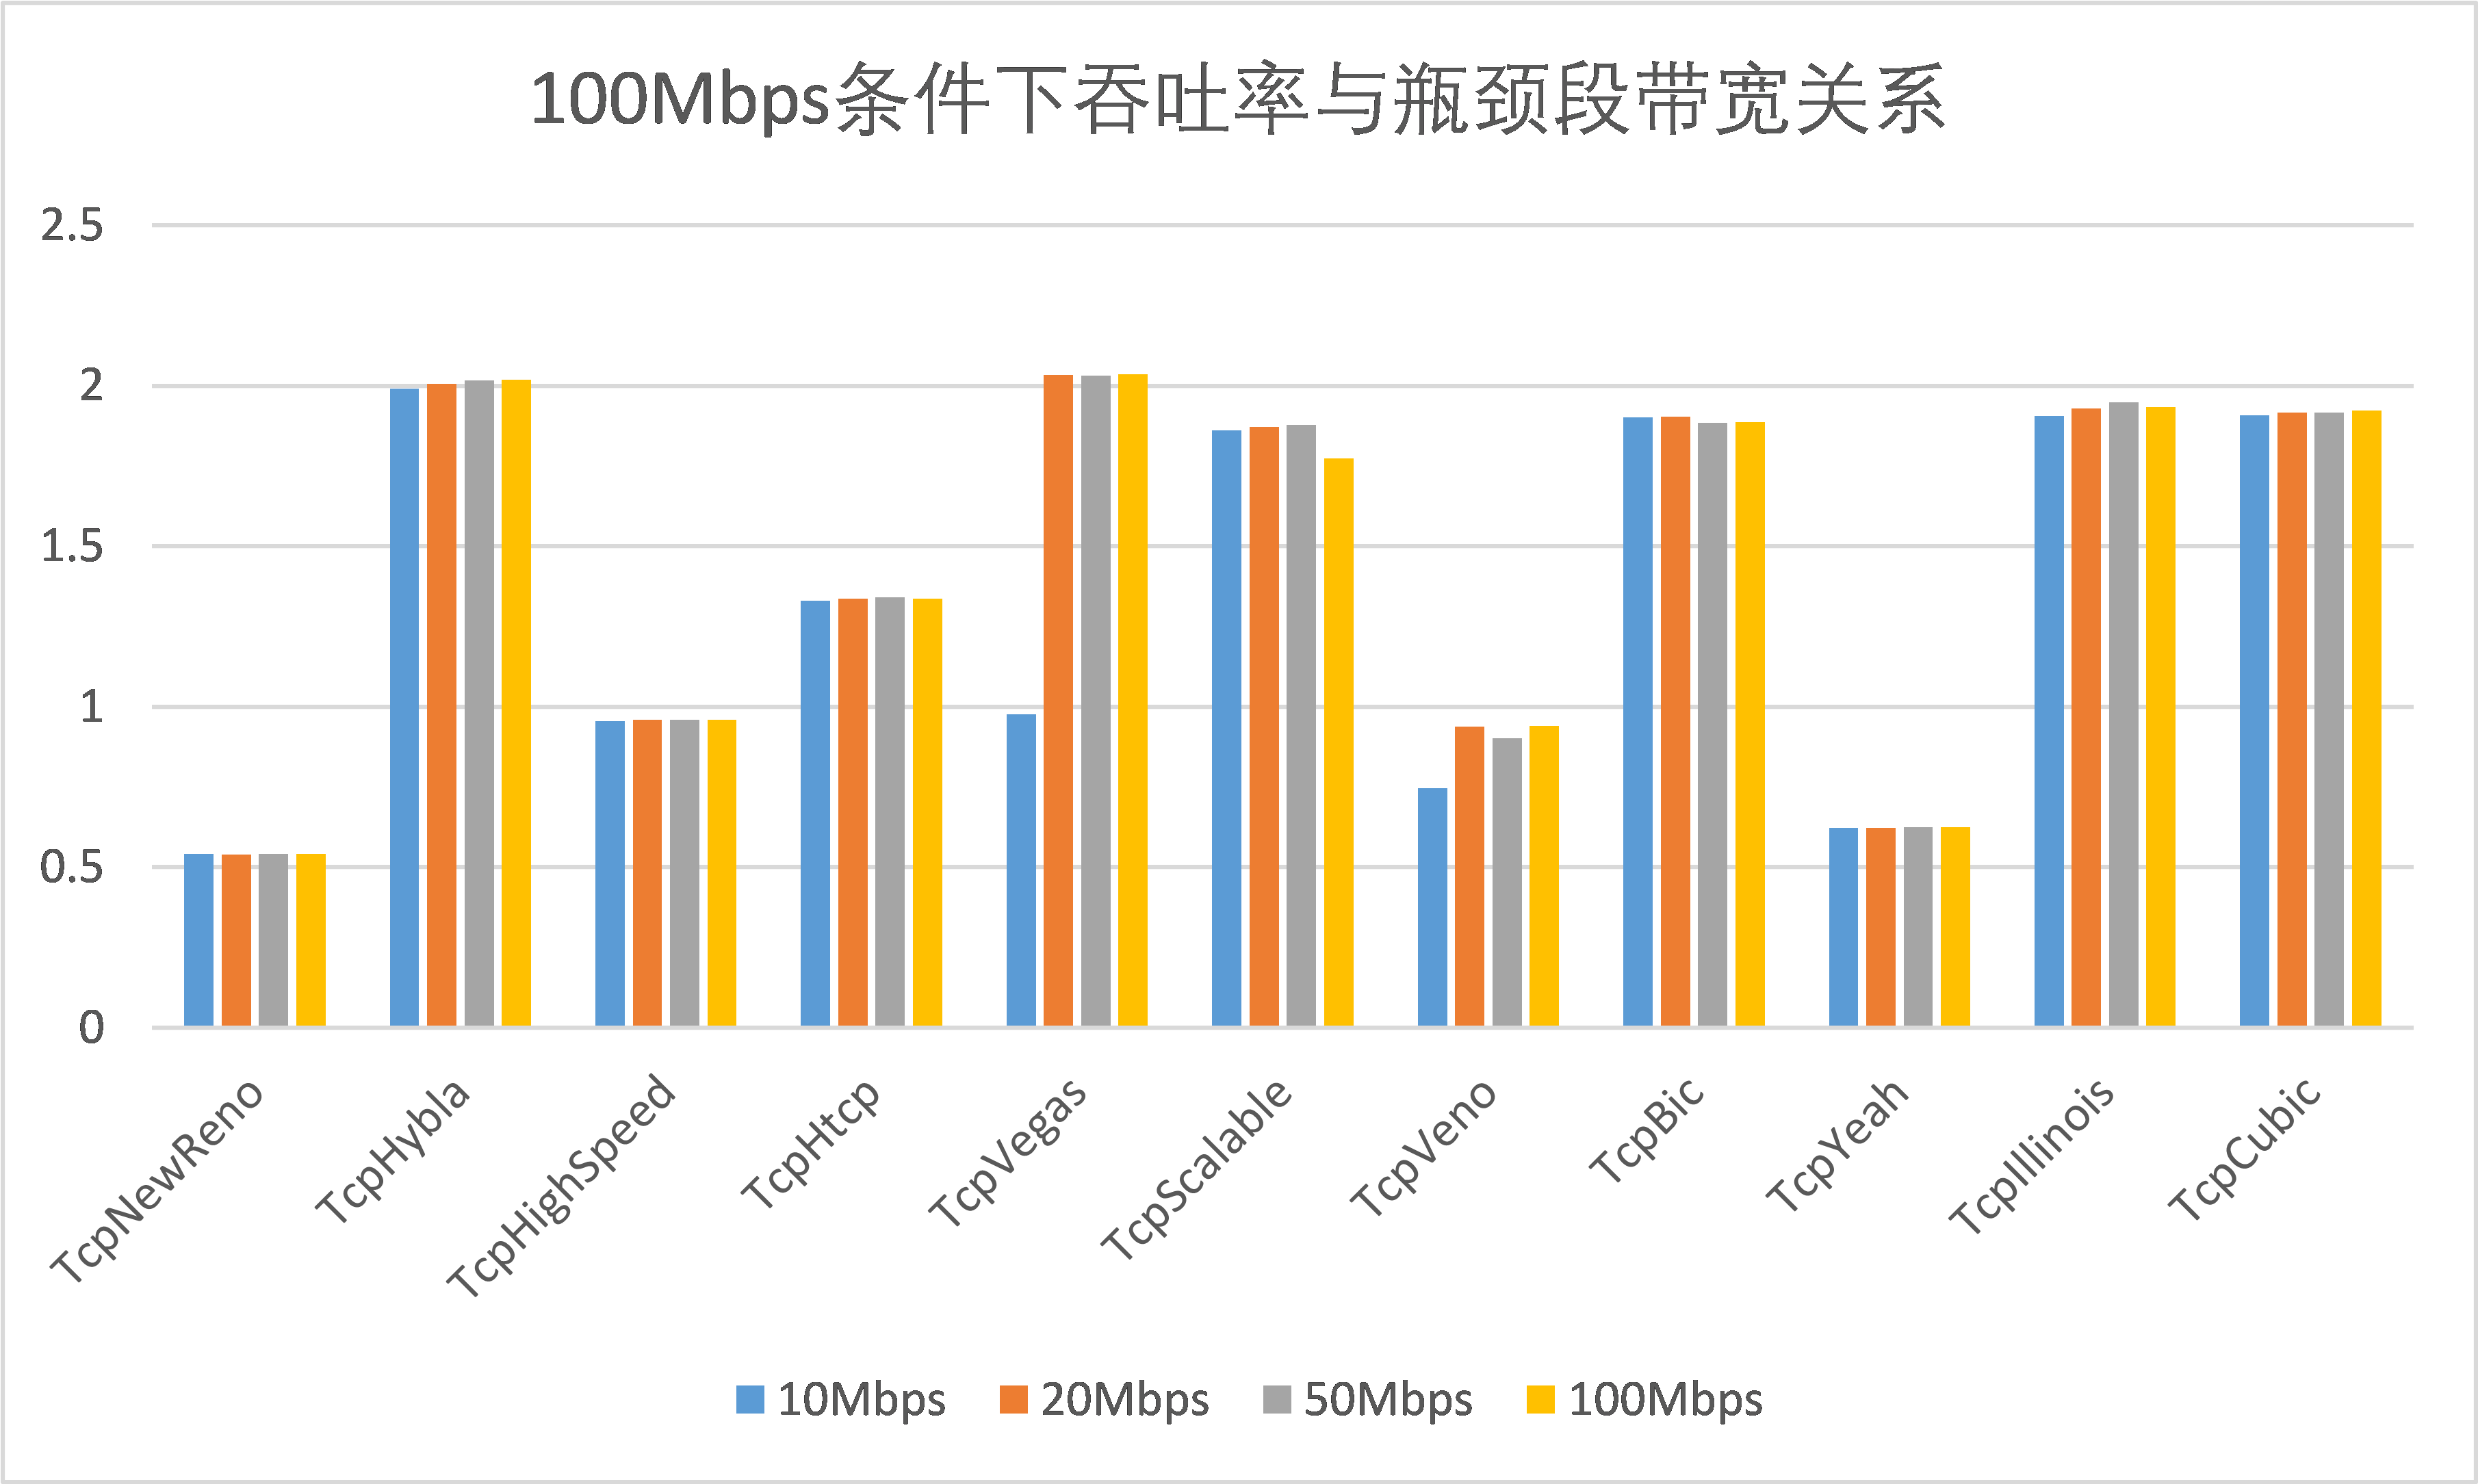 100Mbps条件下吞吐率与瓶颈段带宽关系
2.5
2
1.5
1
0.5
0
TcpNewReno
TcpHybla
TcpHighSpeed
TcpHtcp
TcpVegas
TcpScalable
TcpVeno
TcpBic
TcpYeah
TcpIllinois
TcpCubic
10Mbps 20Mbps 50Mbps 100Mbps